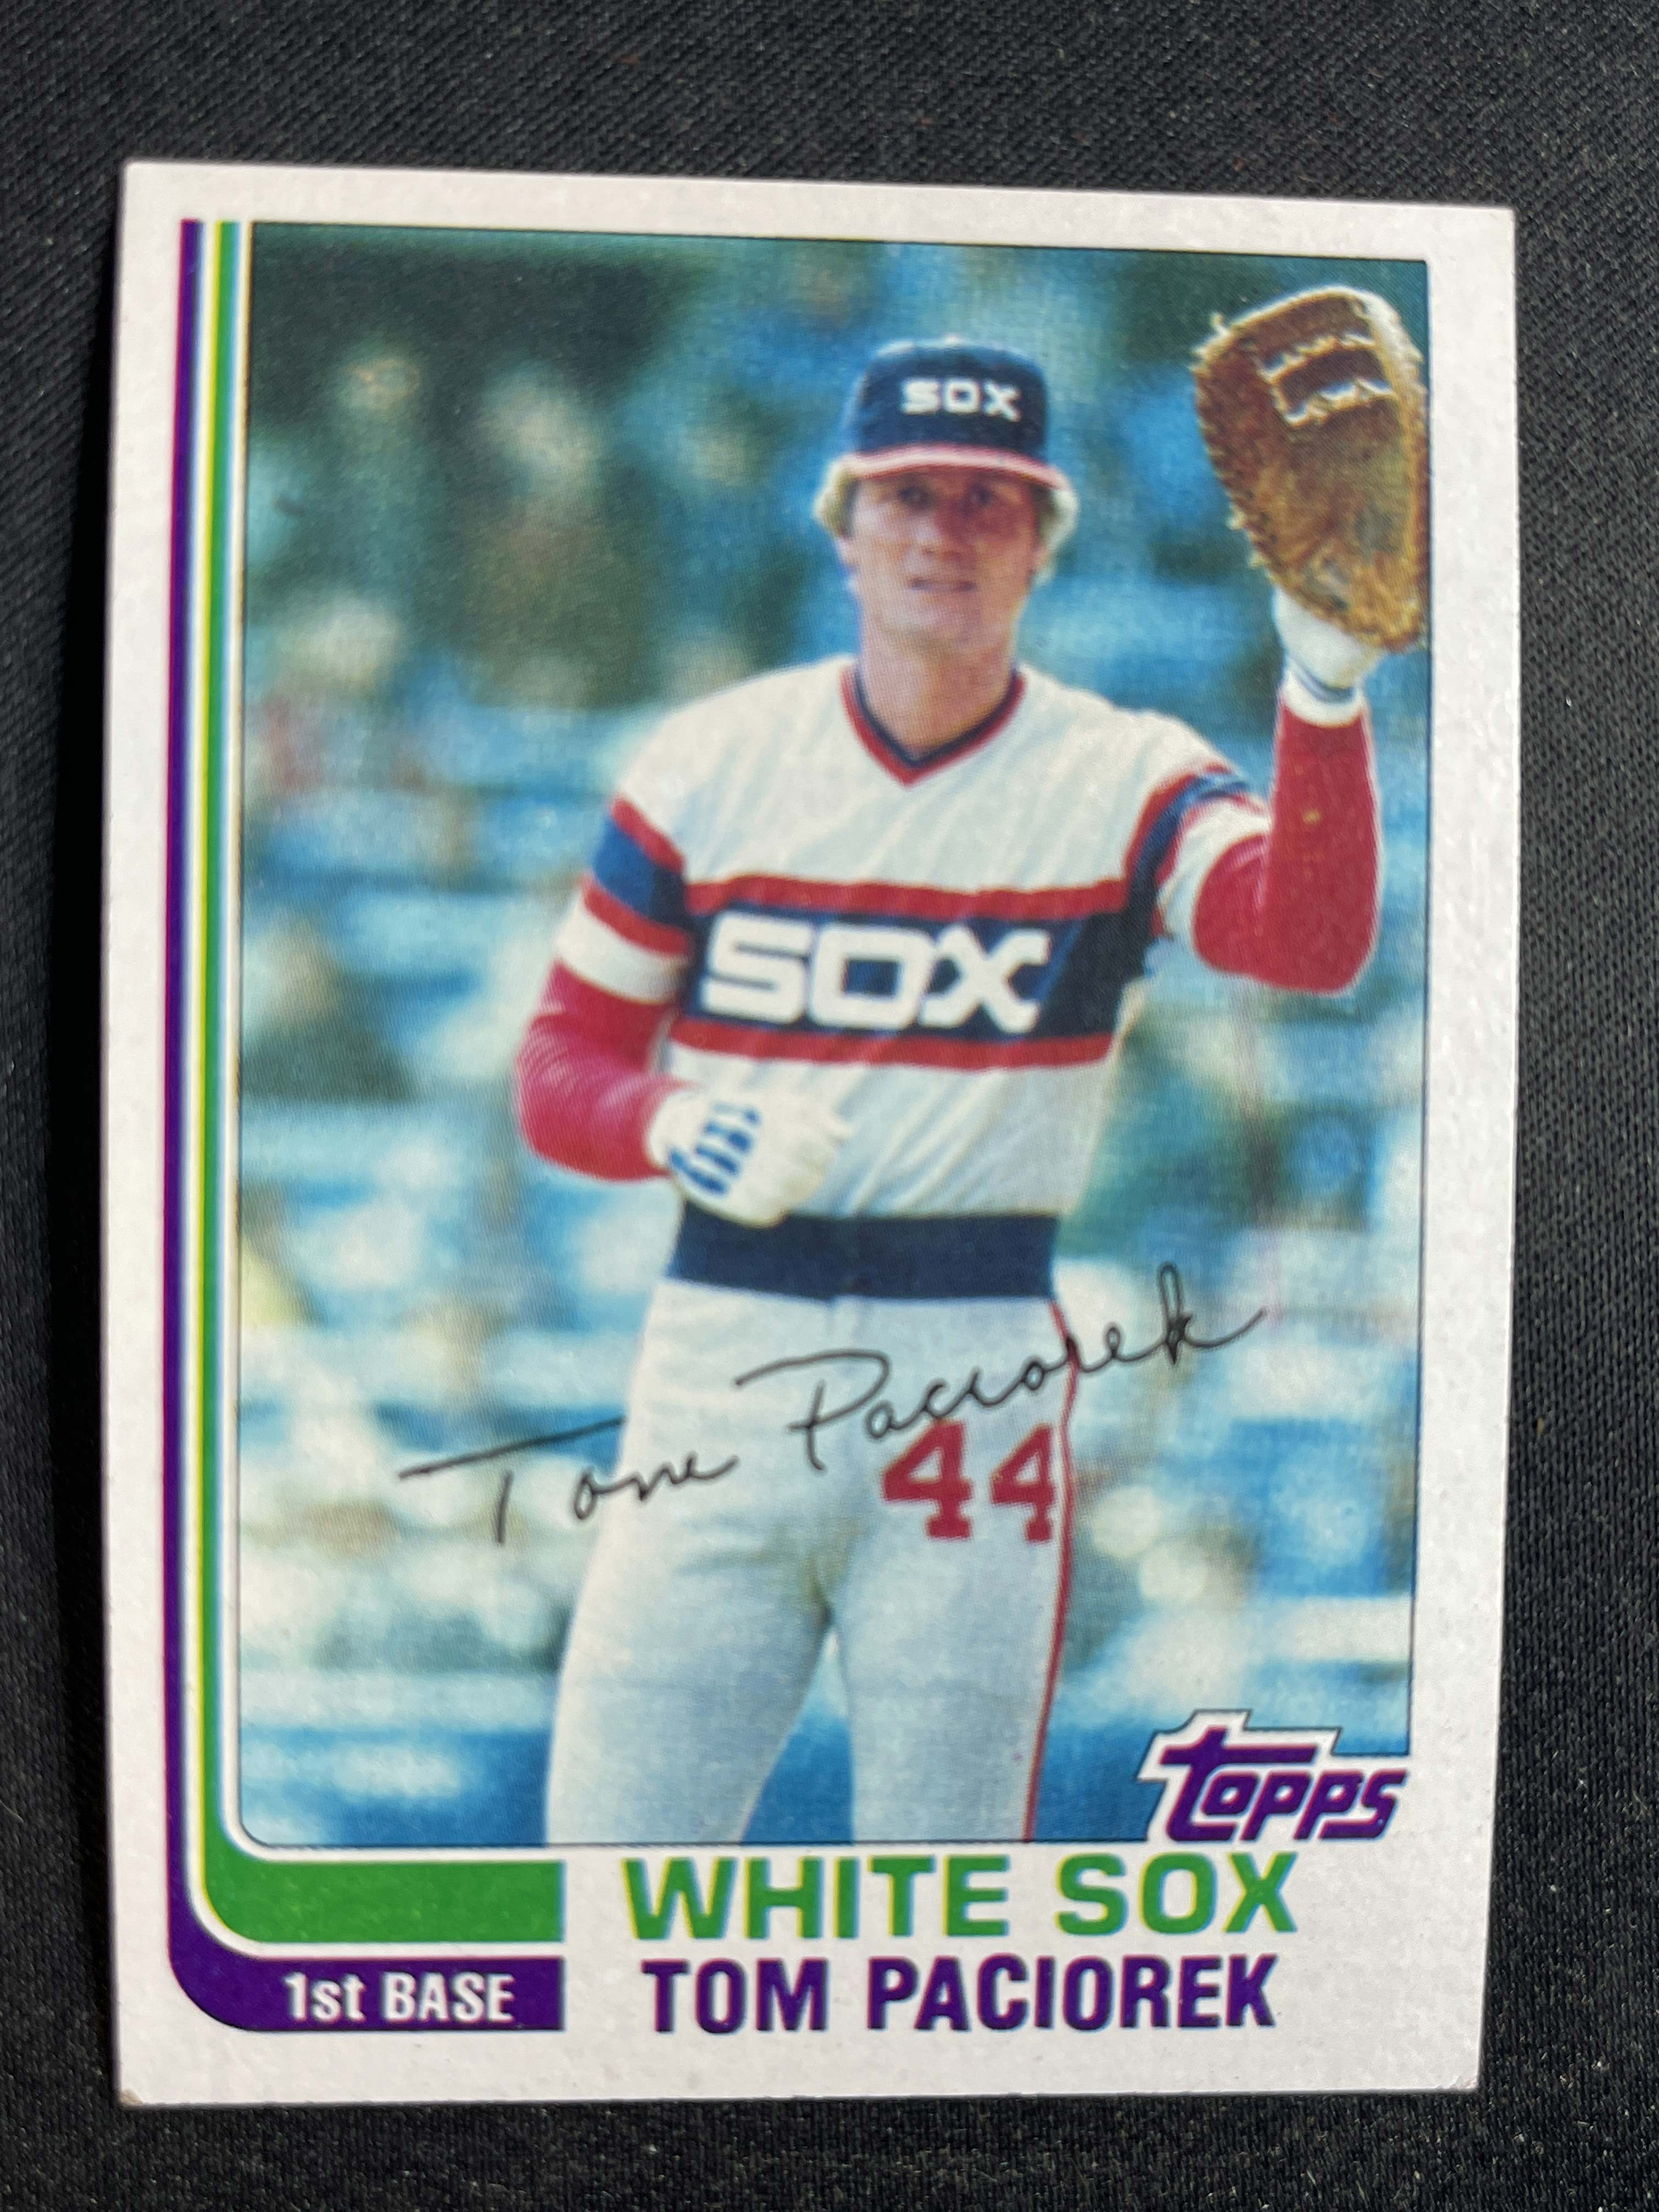 SOX
SOX
Tom Paciorek
44
topps
WHITE SOX
1st BASE
TOM PACIOREK